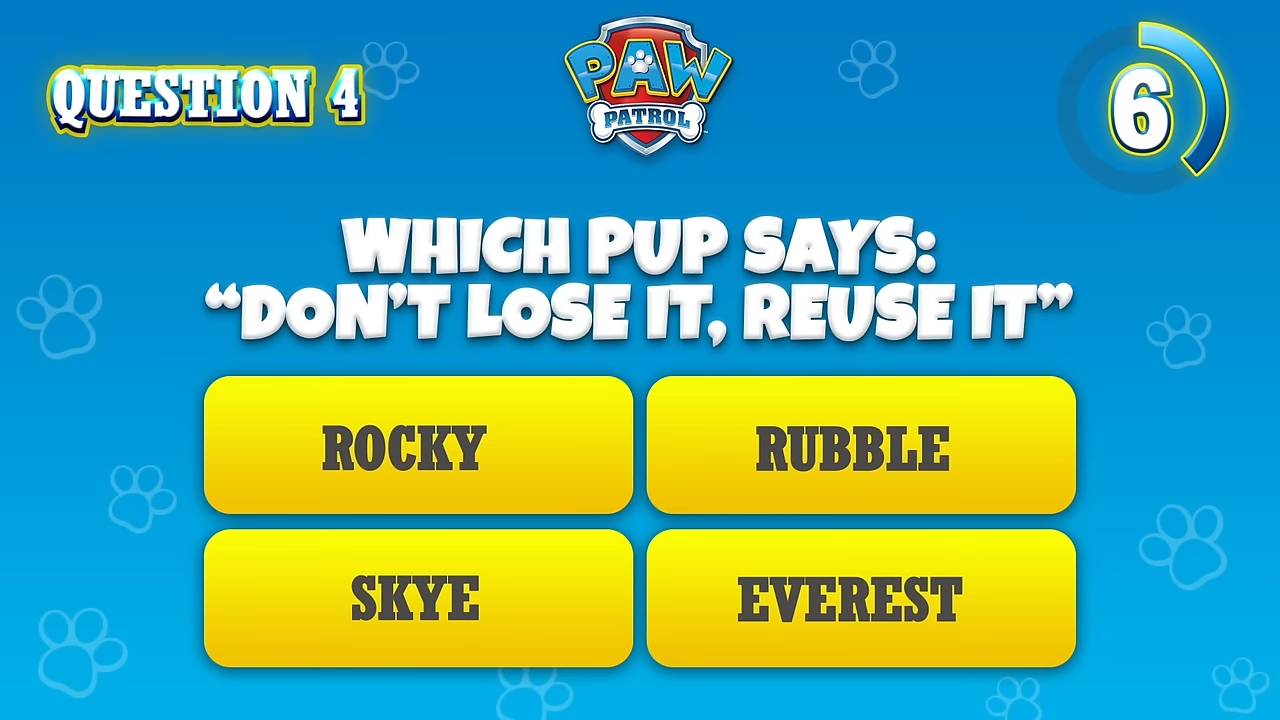 QUESTION 4
PAW
PATROL
6
WHICH PUP SAYS:
“DON’T LOSE IT, REUSE IT”
ROCKY
RUBBLE
SKYE
EVEREST